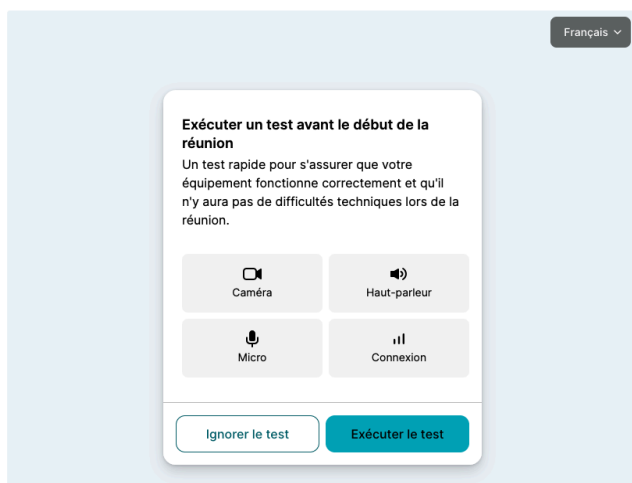 Français
Exécuter un test avant le début de la
réunion
Un test rapide pour s'assurer que votre
équipement fonctionne correctement et qu'il
n'y aura pas de difficultés techniques lors de la
réunion.
Caméra
Haut-parleur
Micro
Connexion
Ignorer le test
Exécuter le test